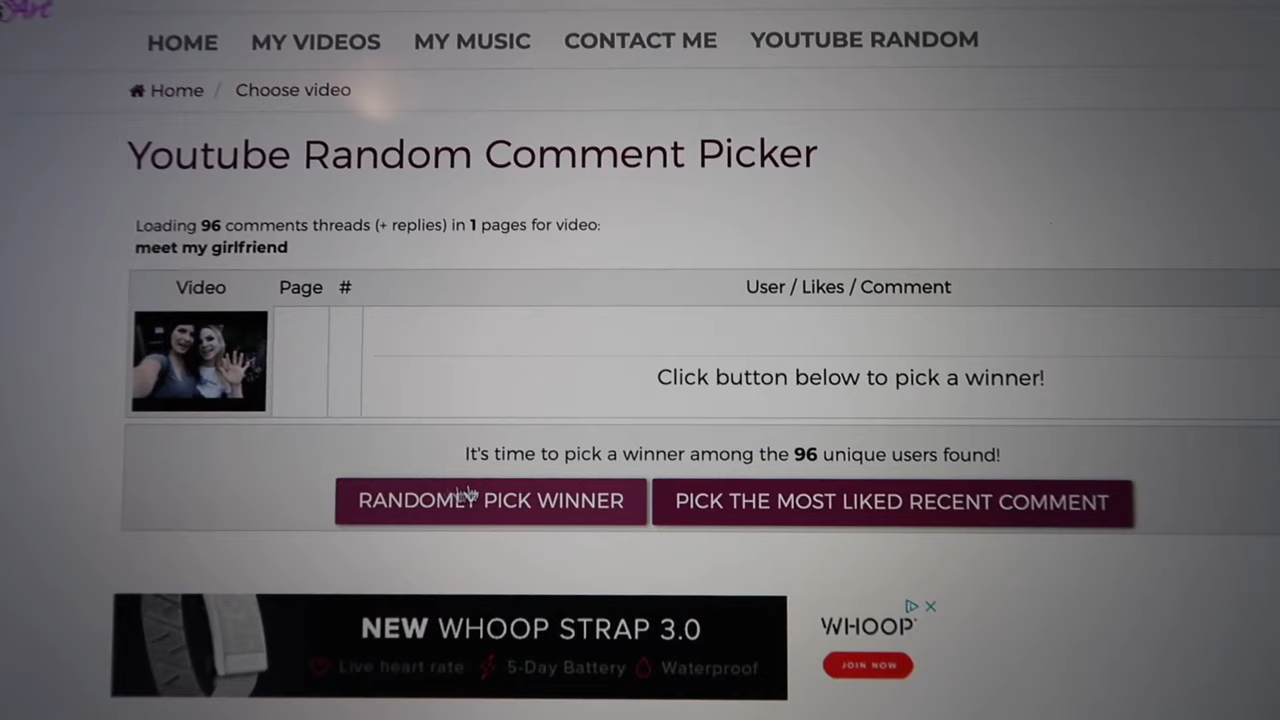 Art
HOME MY VIDEOS MY MUSIC CONTACT ME YOUTUBE RANDOM
Home / Choose video
Youtube Random Comment Picker
Loading 96 comments threads (+ replies) in 1 pages for video:
meet my girlfriend
Video Page # User / Likes / Comment
Click button below to pick a winner!
It's time to pick a winner among the 96 unique users found!
RANDOMLY PICK WINNER PICK THE MOST LIKED RECENT COMMENT
NEW WHOOP STRAP 3.0
WHOOP
Live heart rate 5-Day Battery Waterproof
JOIN NOW